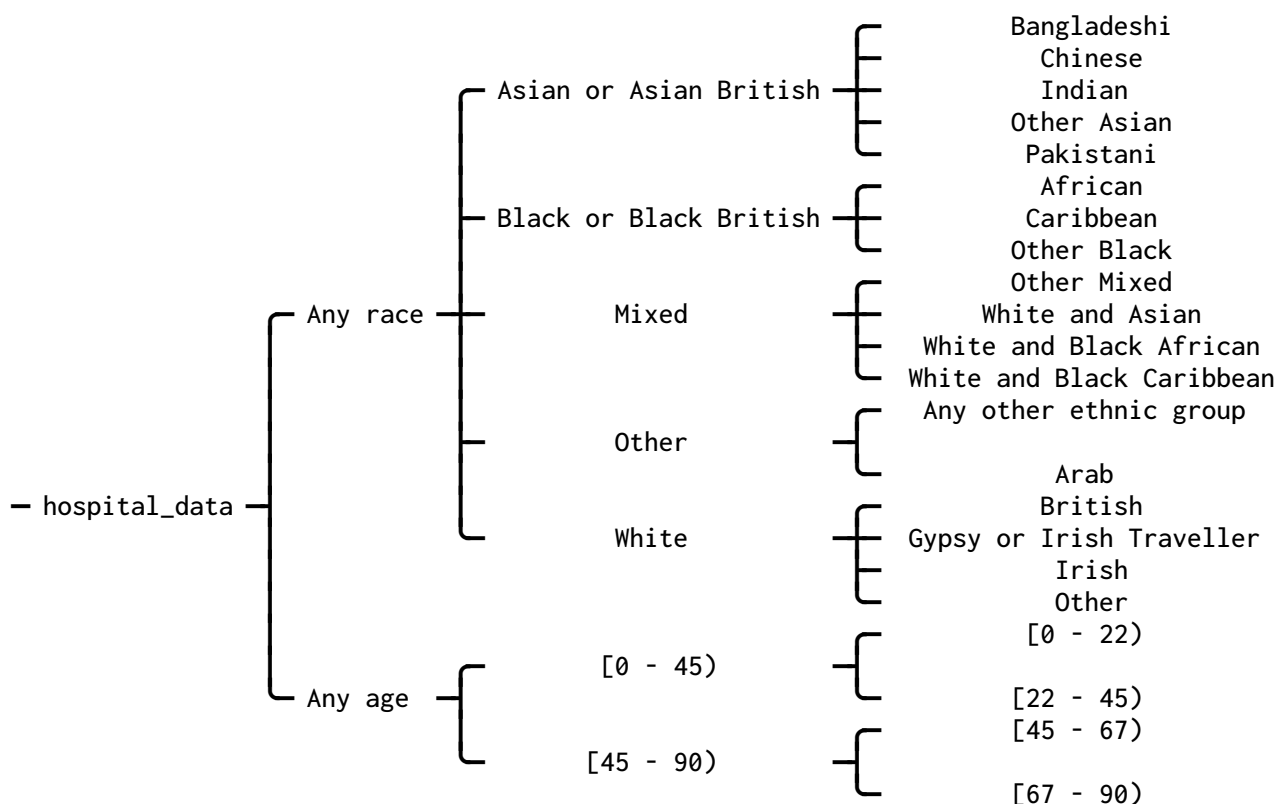 Bangladeshi
Chinese
Asian or Asian British Indian
Other Asian
Pakistani
African
Black or Black British Caribbean
Other Black
Other Mixed
Any race Mixed White and Asian
White and Black African
White and Black Caribbean
Any other ethnic group
Other
Arab
hospital_data British
White Gypsy or Irish Traveller
Irish
Other
[0 - 22)
[0 - 45)
Any age [22 - 45)
[45 - 67)
[45 - 90)
[67 - 90)